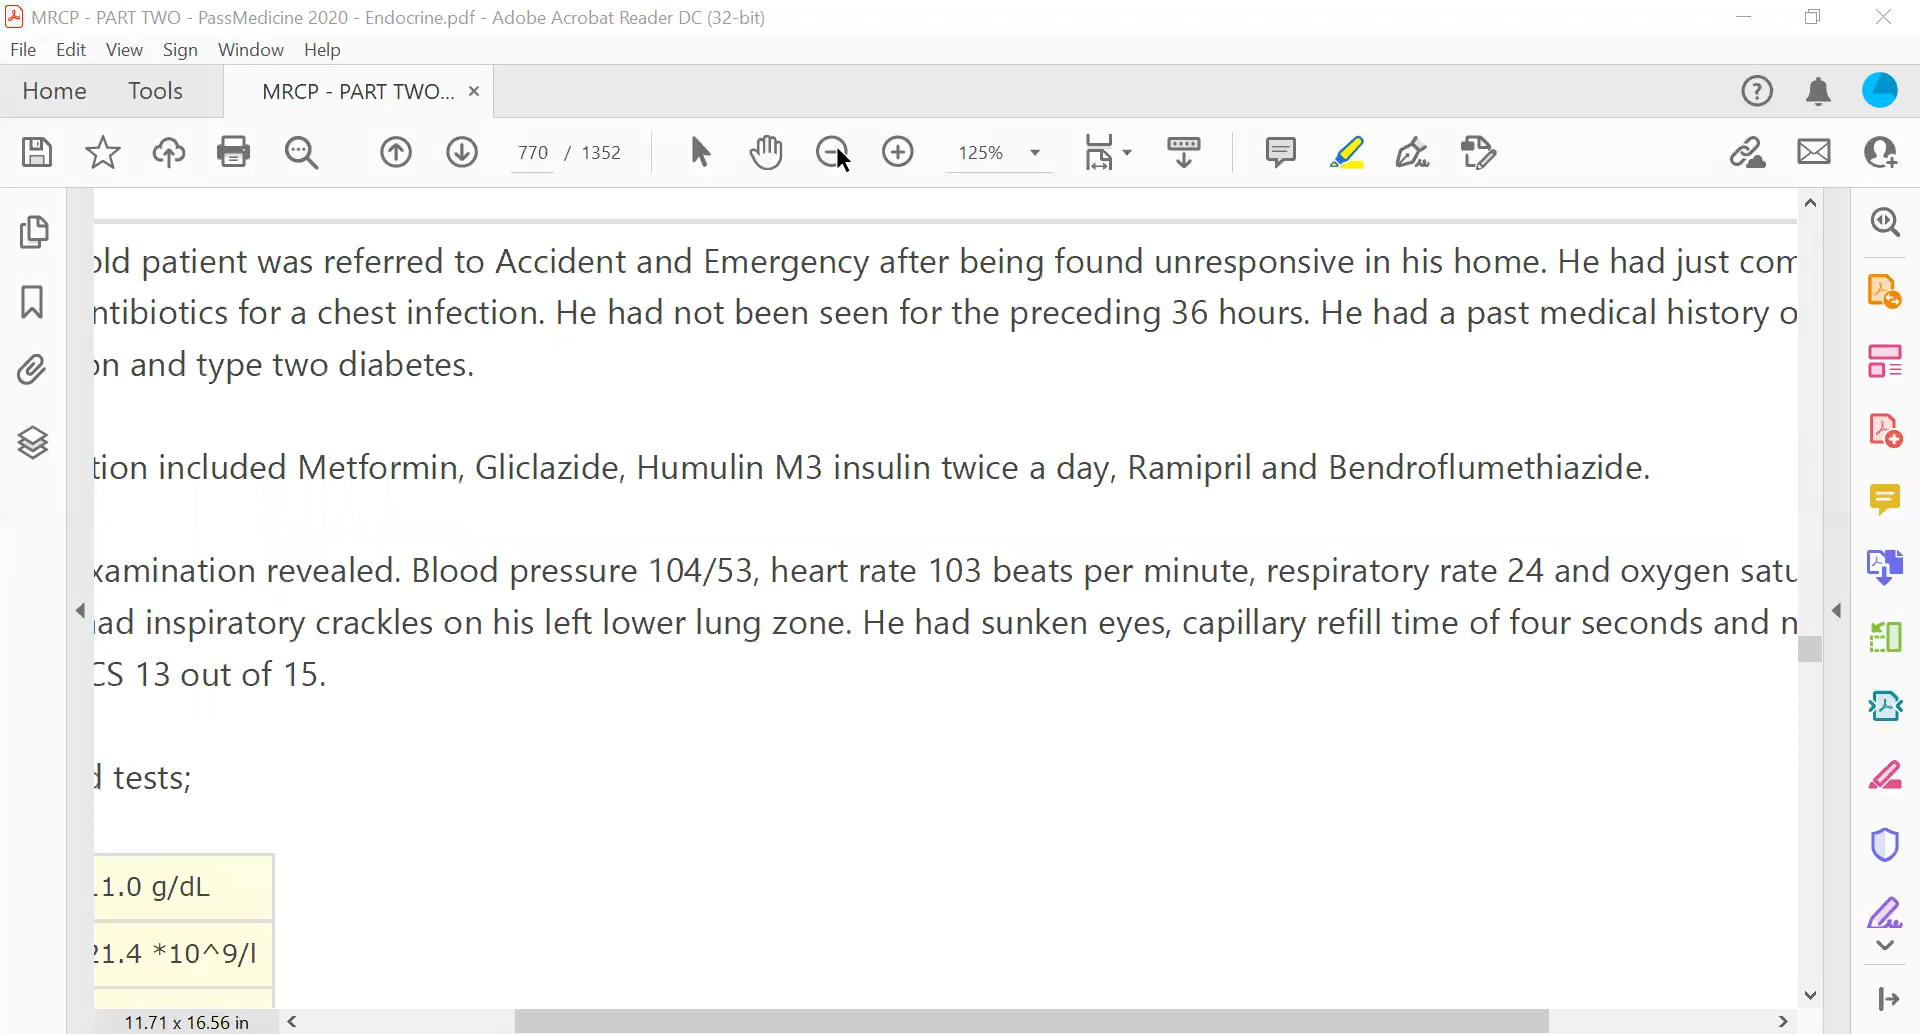 MRCP - PART TWO - PassMedicine 2020 - Endocrine.pdf - Adobe Acrobat Reader DC (32-bit)
File Edit View Sign Window Help
Home Tools MRCP - PART TWO... ×
770 / 1352 125%
old patient was referred to Accident and Emergency after being found unresponsive in his home. He had just com
ntibiotics for a chest infection. He had not been seen for the preceding 36 hours. He had a past medical history o
on and type two diabetes.
tion included Metformin, Gliclazide, Humulin M3 insulin twice a day, Ramipril and Bendroflumethiazide.
xamination revealed. Blood pressure 104/53, heart rate 103 beats per minute, respiratory rate 24 and oxygen satu
ad inspiratory crackles on his left lower lung zone. He had sunken eyes, capillary refill time of four seconds and n
CS 13 out of 15.
d tests;
1.0 g/dL
21.4 *10^9/l
11.71 x 16.56 in